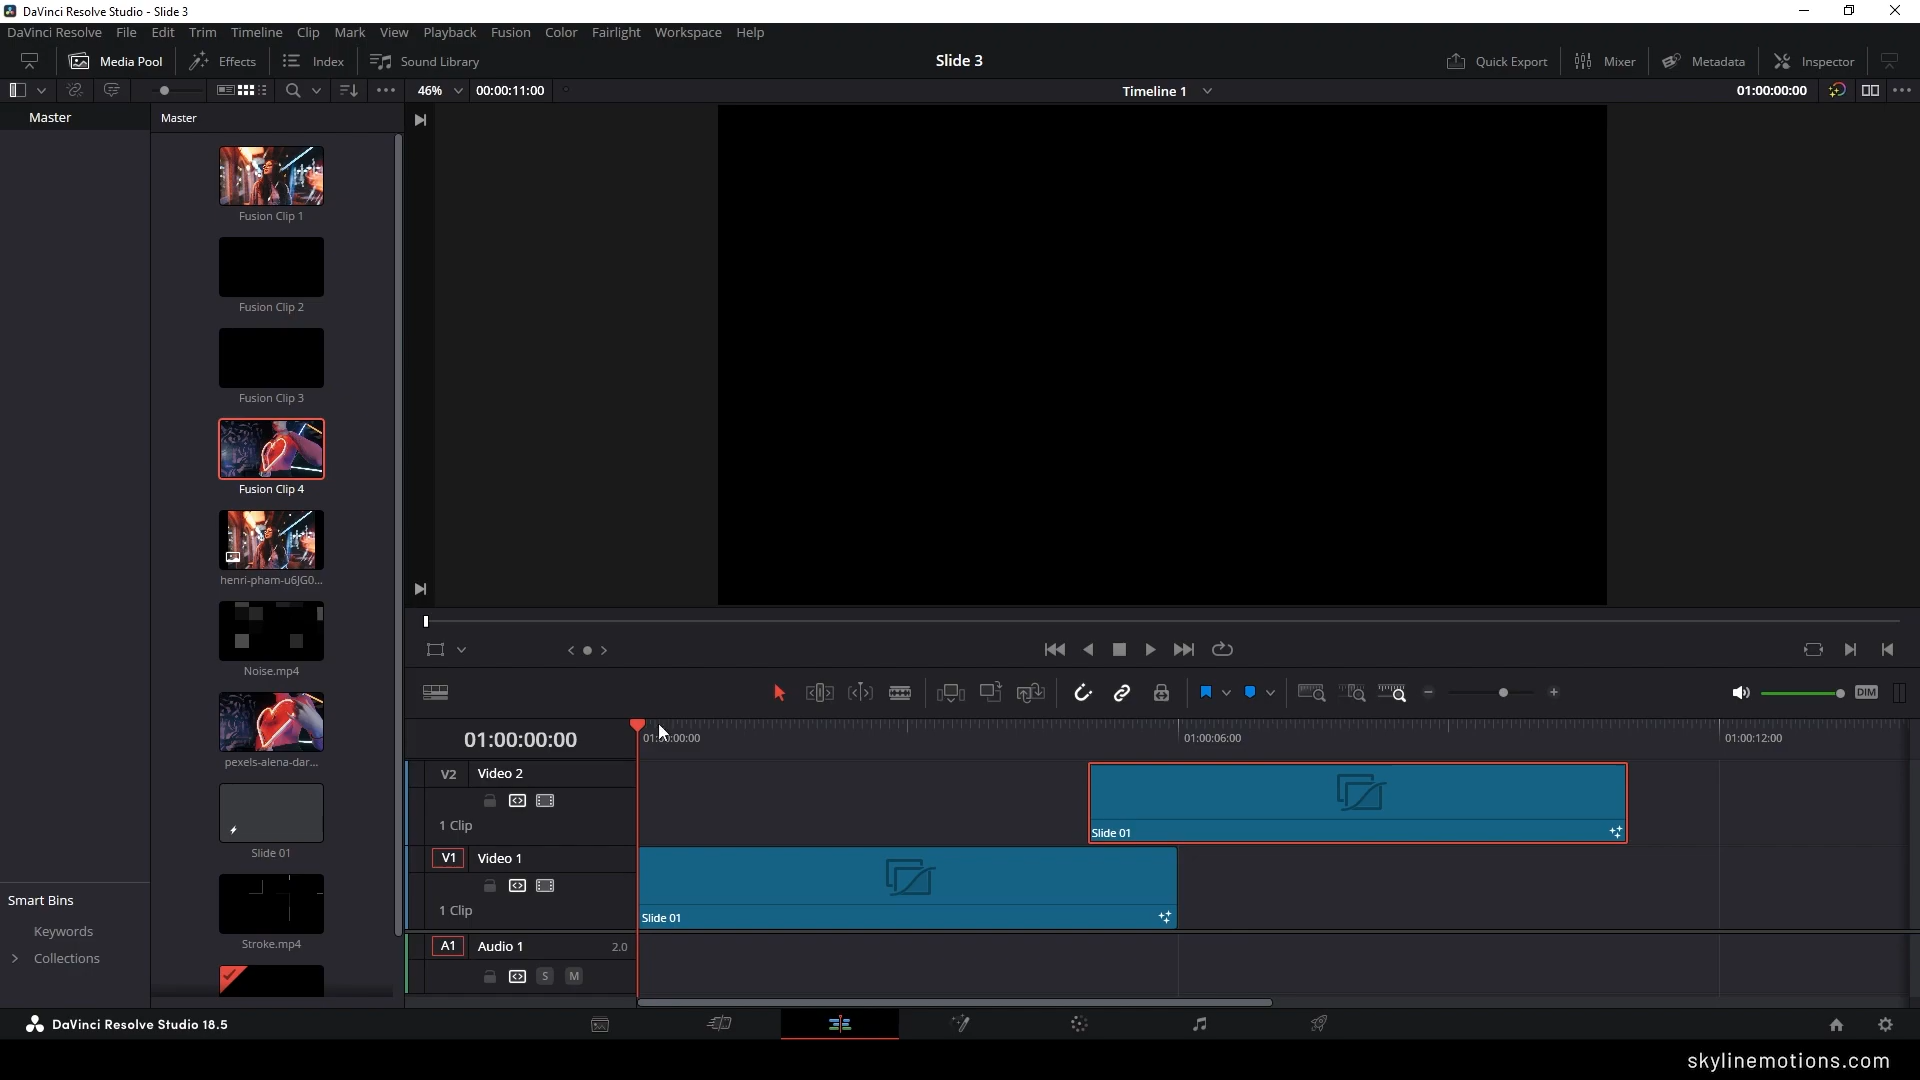 DaVinci Resolve Studio - Slide 3
DaVinci Resolve File Edit Trim Timeline Clip Mark View Playback Fusion Color Fairlight Workspace Help
Media Pool Effects Index Sound Library Slide 3 Quick Export Mixer Metadata Inspector
46% 00:00:11:00 Timeline 1 01:00:00:00
Master Master
Fusion Clip 1
Fusion Clip 2
Fusion Clip 3
Fusion Clip 4
henri-pham-u6JG0...
Noise.mp4
pexels-alena-dar...
Slide 01
Stroke.mp4
Smart Bins
Keywords
Collections
DIM
01:00:00:00
01:00:06:00 01:00:12:00
V2 Video 2
1 Clip
Slide 01
V1 Video 1
1 Clip
Slide 01
A1 Audio 1 2.0
S M
DaVinci Resolve Studio 18.5
skylinemotions.com